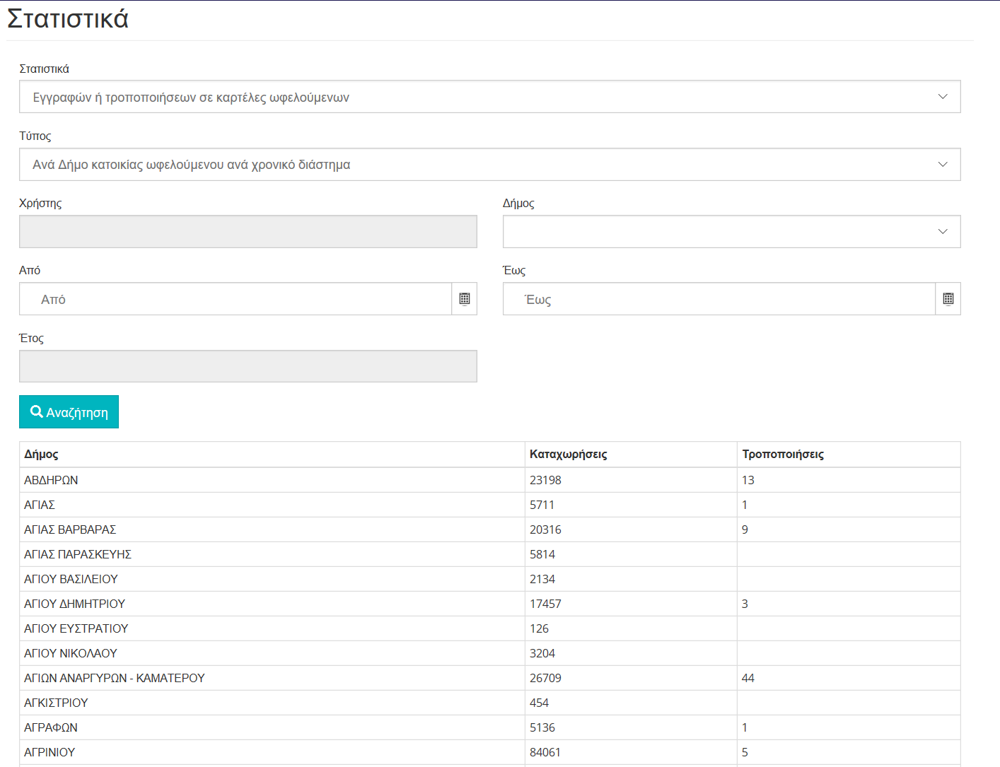 Στατιστικά
Στατιστικά
Εγγραφών ή τροποποιήσεων σε καρτέλες ωφελούμενων
Τύπος
Ανά Δήμο κατοικίας ωφελούμενου ανά χρονικό διάστημα
Χρήστης Δήμος
Από Έως
Από Έως
Έτος
Αναζήτηση
Δήμος Καταχωρήσεις Τροποποιήσεις
ΑΒΔΗΡΩΝ 23198 13
ΑΓΙΑΣ 5711 1
ΑΓΙΑΣ ΒΑΡΒΑΡΑΣ 20316 9
ΑΓΙΑΣ ΠΑΡΑΣΚΕΥΗΣ 5814
ΑΓΙΟΥ ΒΑΣΙΛΕΙΟΥ 2134
ΑΓΙΟΥ ΔΗΜΗΤΡΙΟΥ 17457 3
ΑΓΙΟΥ ΕΥΣΤΡΑΤΙΟΥ 126
ΑΓΙΟΥ ΝΙΚΟΛΑΟΥ 3204
ΑΓΙΩΝ ΑΝΑΡΓΥΡΩΝ - ΚΑΜΑΤΕΡΟΥ 26709 44
ΑΓΚΙΣΤΡΙΟΥ 454
ΑΓΡΑΦΩΝ 5136 1
ΑΓΡΙΝΙΟΥ 84061 5